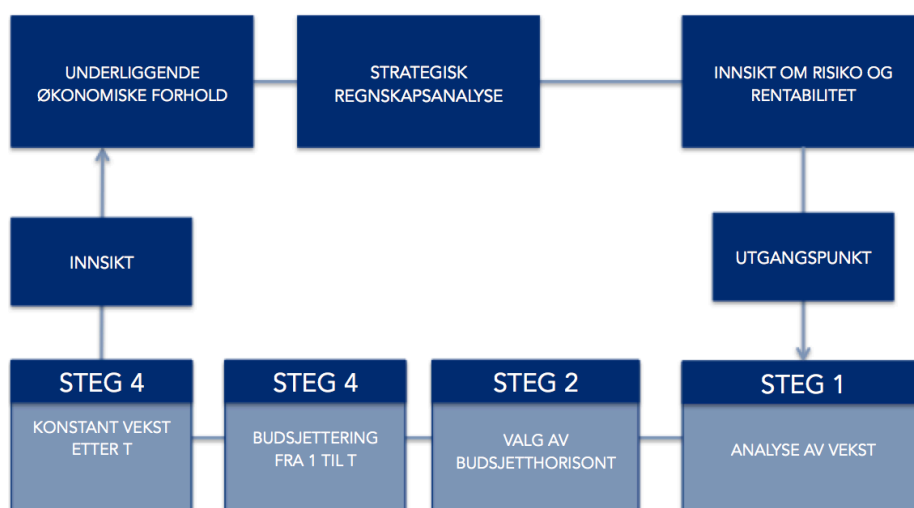 UNDERLIGGENDE
ØKONOMISKE FORHOLD
STRATEGISK
REGNSKAPSANALYSE
INNSIKT OM RISIKO OG
RENTABILITET
INNSIKT
UTGANGSPUNKT
STEG 4
KONSTANT VEKST
ETTER T
STEG 4
BUDSJETTERING
FRA 1 TIL T
STEG 2
VALG AV
BUDSJETTHORISONT
STEG 1
ANALYSE AV VEKST